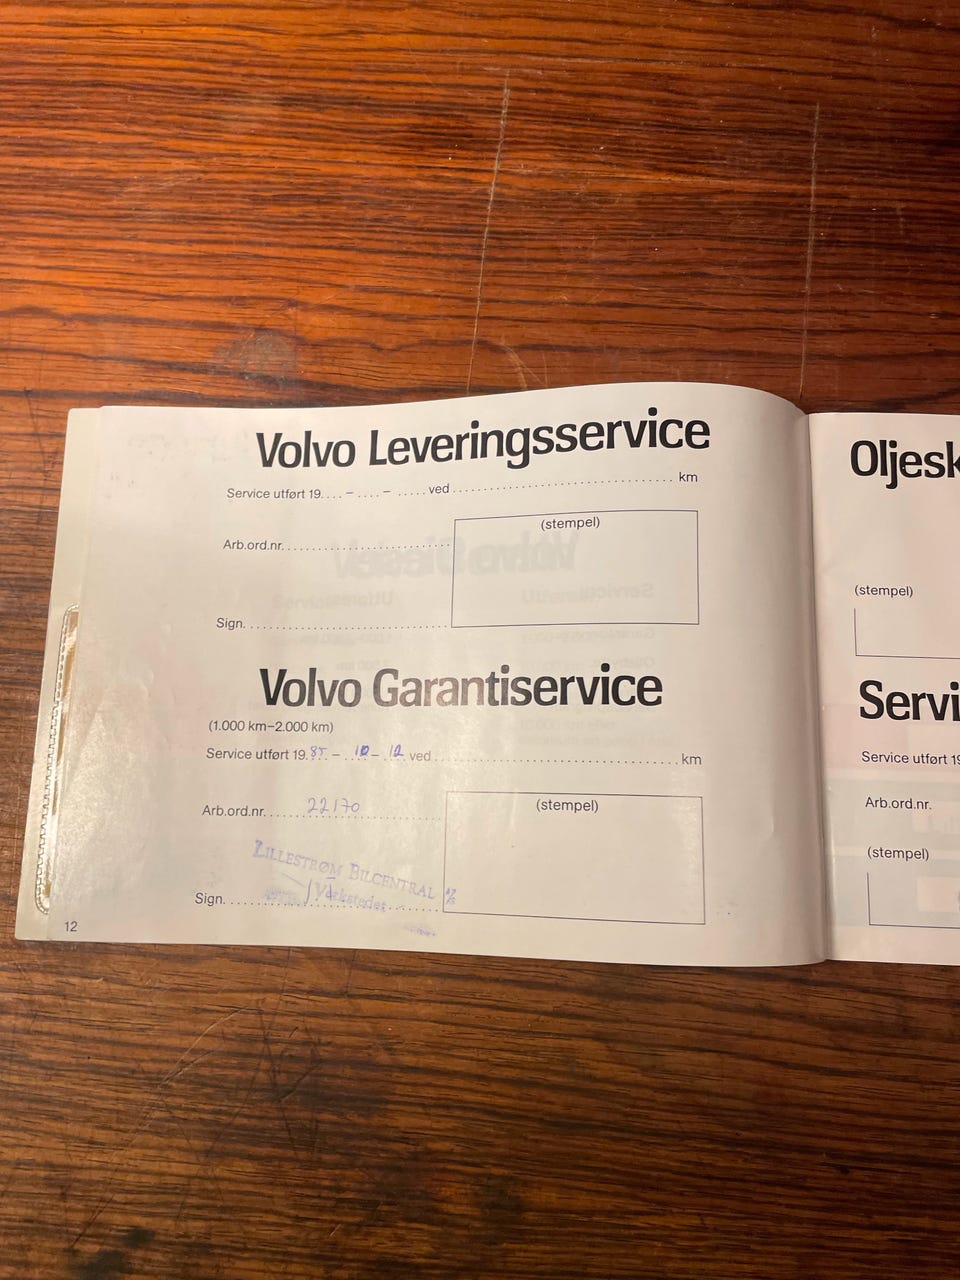 Volvo Leveringsservice
Service utført 19....–....–.....ved........................................km
(stempel)
Arb.ord.nr.......................................
Sign.......................................
Volvo Garantiservice
(1.000 km–2.000 km)
Service utført 19.85.–.10–.12 ved........................................km
(stempel)
Arb.ord.nr.......22170.......
LILLESTRØM BILCENTRAL A/S
Verkstedet
Sign.......................................
12
Oljesk
(stempel)
Servi
Service utført 19
Arb.ord.nr.
(stempel)